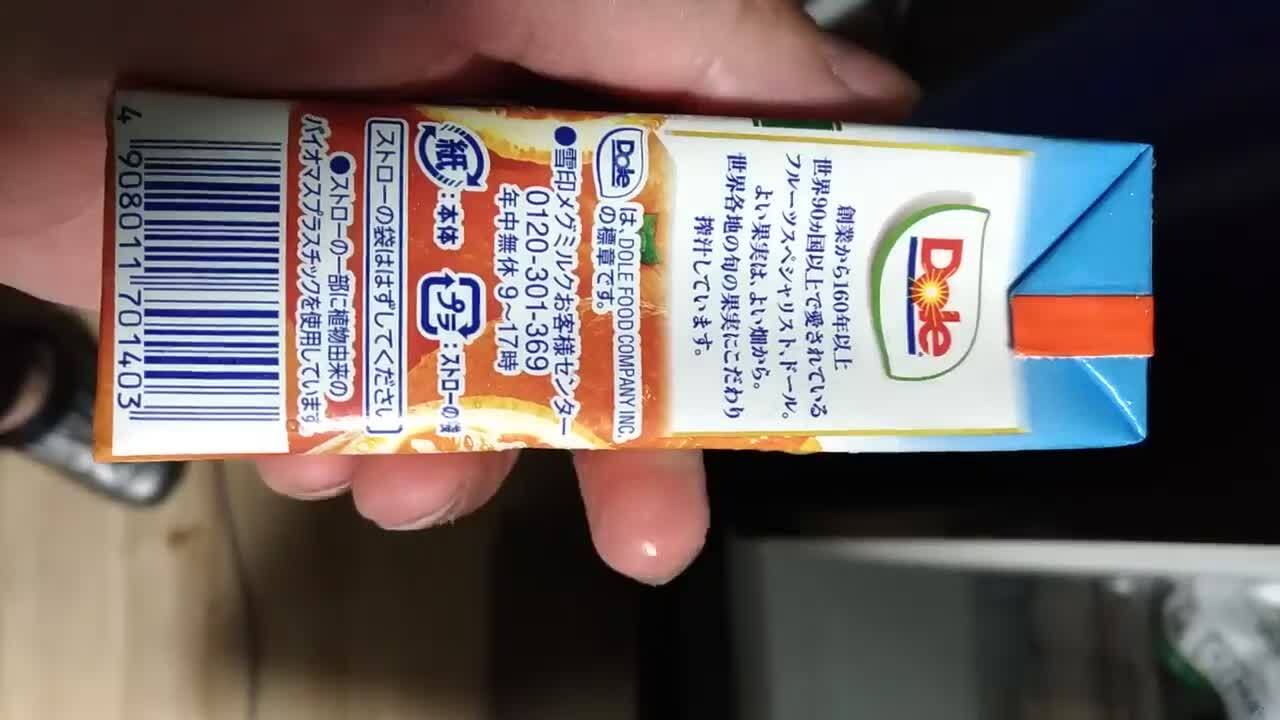 Dole
創業から160年以上
世界90カ国以上で愛されている
フルーツスペシャリスト、ドール。
よい果実は、よい畑から。
世界各地の旬の果実にこだわり
搾汁しています。
Dole は、DOLE FOOD COMPANY INC.
の標章です。
●雪印メグミルクお客様センター
0120-301-369
年中無休 9〜17時
紙:本体 プラ:ストローの袋
ストローの袋ははずしてください
●ストローの一部に植物由来の
バイオマスプラスチックを使用しています
4 908011 701403